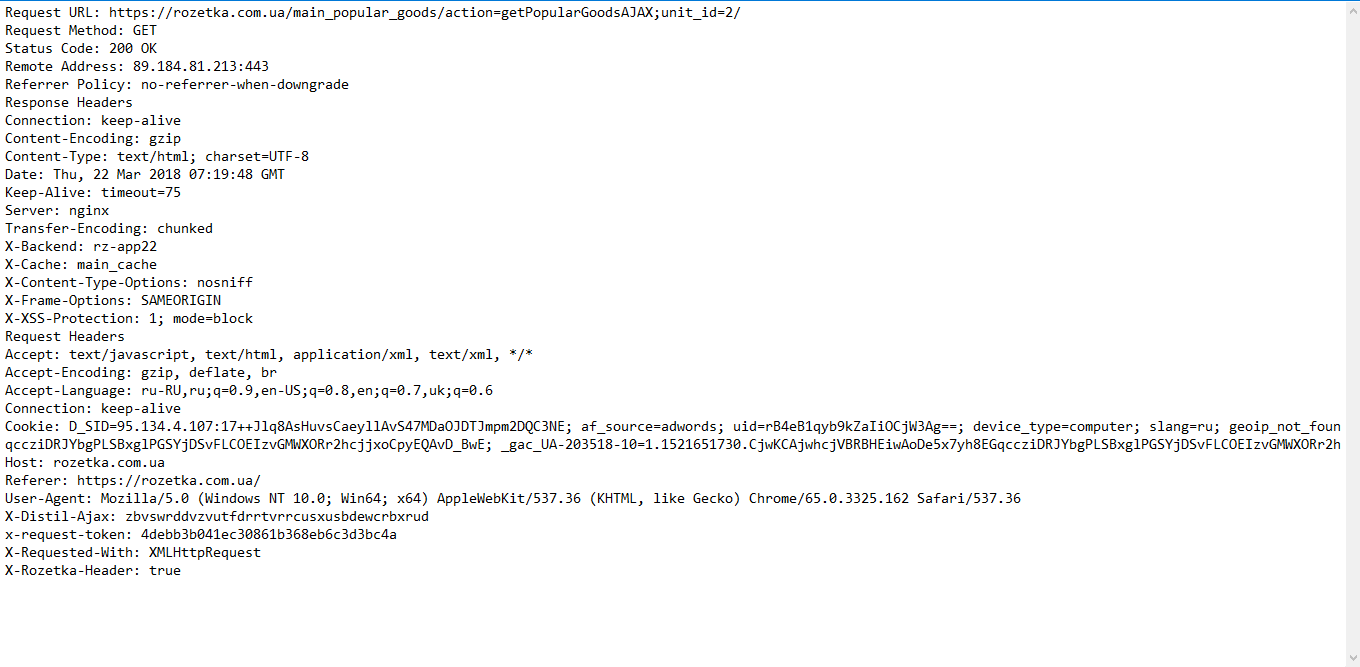 Request URL: https://rozetka.com.ua/main_popular_goods/action=getPopularGoodsAJAX;unit_id=2/
Request Method: GET
Status Code: 200 OK
Remote Address: 89.184.81.213:443
Referrer Policy: no-referrer-when-downgrade
Response Headers
Connection: keep-alive
Content-Encoding: gzip
Content-Type: text/html; charset=UTF-8
Date: Thu, 22 Mar 2018 07:19:48 GMT
Keep-Alive: timeout=75
Server: nginx
Transfer-Encoding: chunked
X-Backend: rz-app22
X-Cache: main_cache
X-Content-Type-Options: nosniff
X-Frame-Options: SAMEORIGIN
X-XSS-Protection: 1; mode=block
Request Headers
Accept: text/javascript, text/html, application/xml, text/xml, */*
Accept-Encoding: gzip, deflate, br
Accept-Language: ru-RU,ru;q=0.9,en-US;q=0.8,en;q=0.7,uk;q=0.6
Connection: keep-alive
Cookie: D_SID=95.134.4.107:17++Jlq8AsHuvsCaeyllAvS47MDaOJDTJmpm2DQC3NE; af_source=adwords; uid=rB4eB1qyb9kZaIiOCjW3Ag==; device_type=computer; slang=ru; geoip_not_foun
qccziDRJYbgPLSBxglPGSYjDSvFLCOEIzvGMWXORr2hcjjxoCpyEQAvD_BwE; _gac_UA-203518-10=1.1521651730.CjwKCAjwhcjVBRBHEiwAoDe5x7yh8EGqccziDRJYbgPLSBxglPGSYjDSvFLCOEIzvGMWXORr2h
Host: rozetka.com.ua
Referer: https://rozetka.com.ua/
User-Agent: Mozilla/5.0 (Windows NT 10.0; Win64; x64) AppleWebKit/537.36 (KHTML, like Gecko) Chrome/65.0.3325.162 Safari/537.36
X-Distil-Ajax: zbvswrddvzvutfdrrtvrrcusxusbdewcrbxrud
x-request-token: 4debb3b041ec30861b368eb6c3d3bc4a
X-Requested-With: XMLHttpRequest
X-Rozetka-Header: true